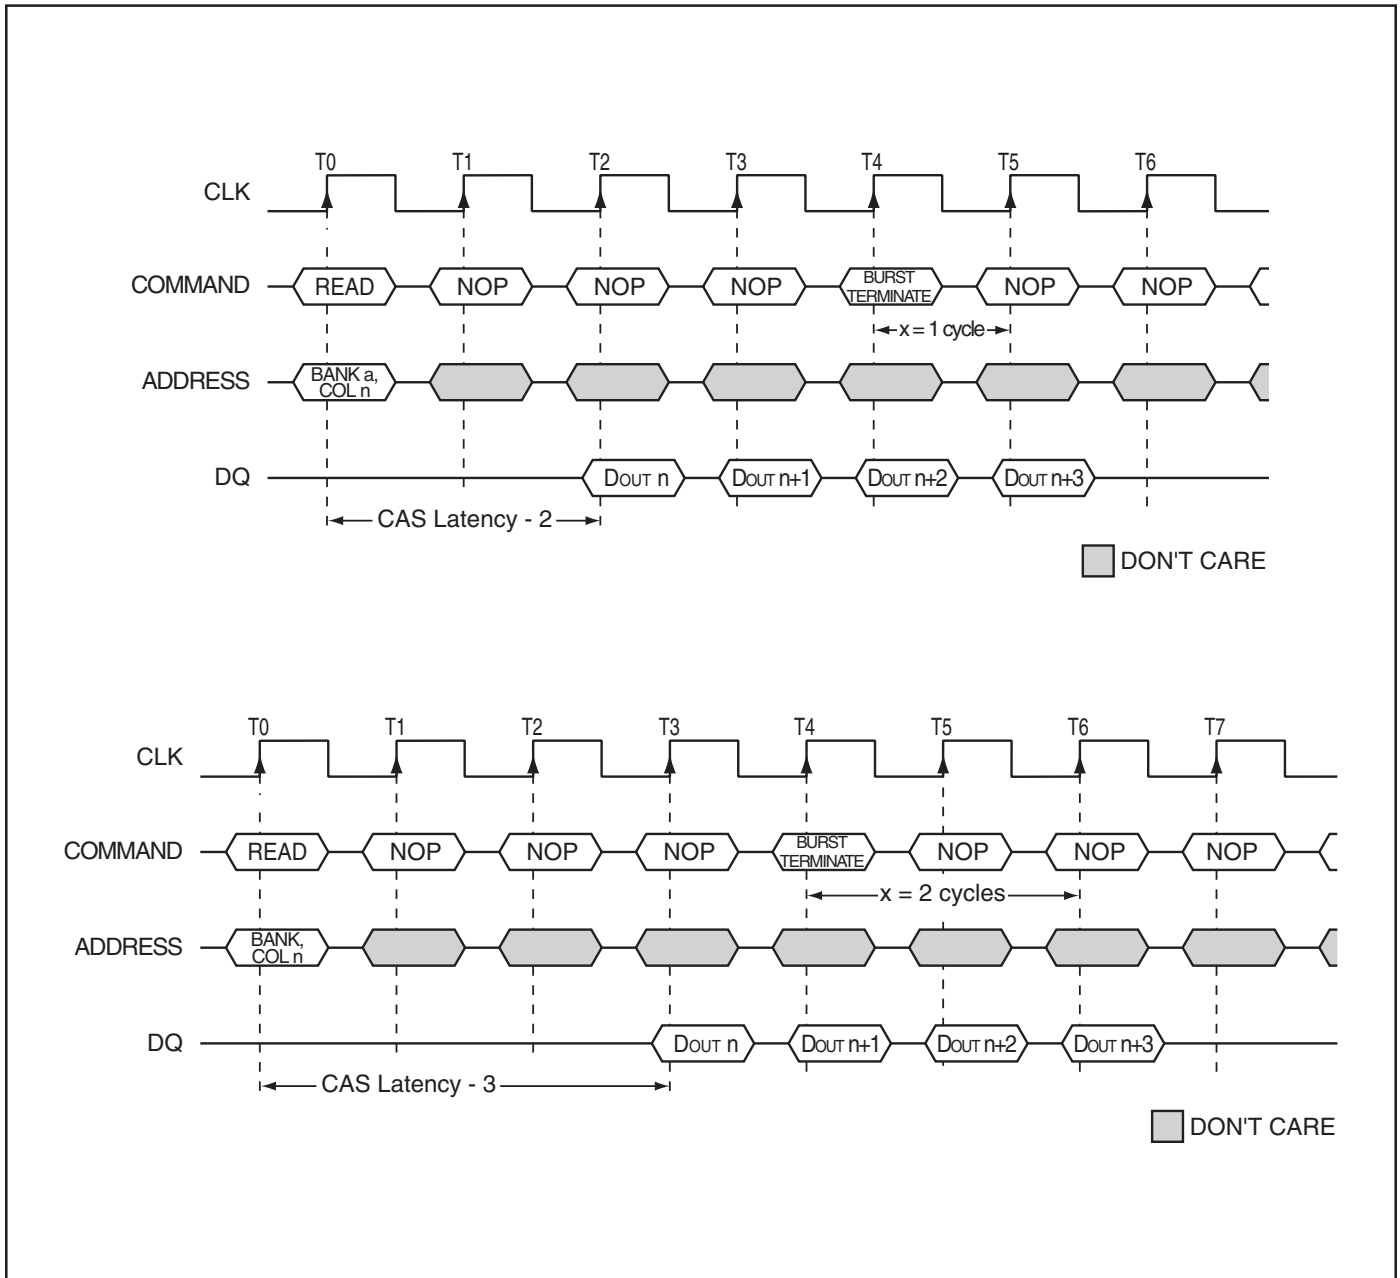 T0 T1 T2 T3 T4 T5 T6
CLK
COMMAND READ NOP NOP NOP BURST TERMINATE NOP NOP
x = 1 cycle
ADDRESS BANK a, COL n
DQ DOUT n DOUT n+1 DOUT n+2 DOUT n+3
CAS Latency - 2
DON'T CARE
T0 T1 T2 T3 T4 T5 T6 T7
CLK
COMMAND READ NOP NOP NOP BURST TERMINATE NOP NOP NOP
x = 2 cycles
ADDRESS BANK, COL n
DQ DOUT n DOUT n+1 DOUT n+2 DOUT n+3
CAS Latency - 3
DON'T CARE